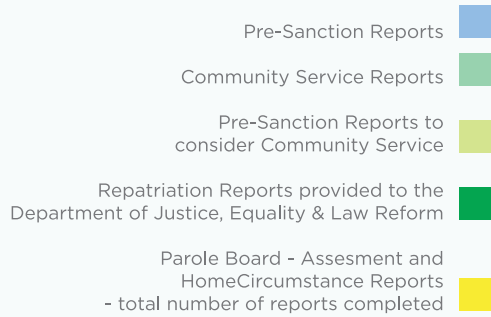 Pre-Sanction Reports
Community Service Reports
Pre-Sanction Reports to
consider Community Service
Repatriation Reports provided to the
Department of Justice, Equality & Law Reform
Parole Board - Assesment and
HomeCircumstance Reports
- total number of reports completed